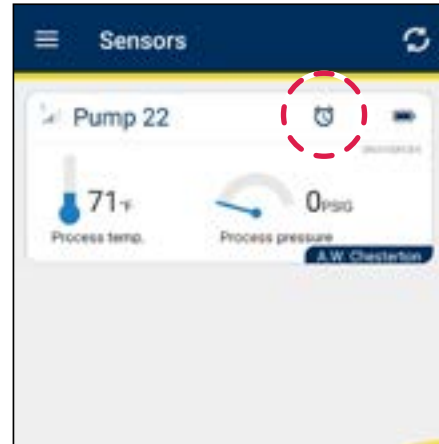 Sensors
Pump 22
71°F
0PSIG
Process temp.
Process pressure
A.W. Chesterton